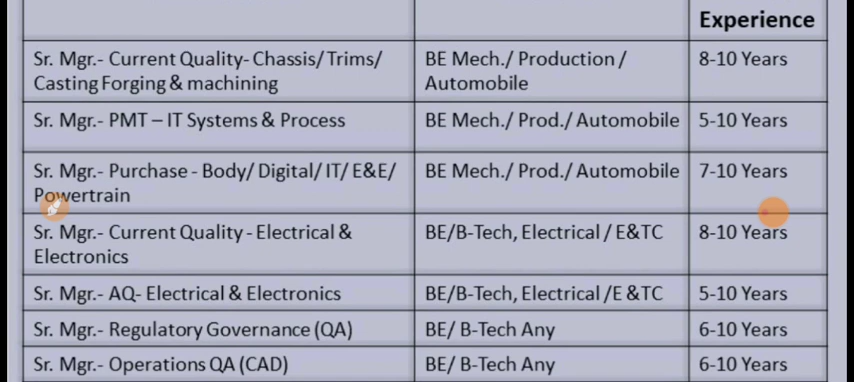 Experience
Sr. Mgr.- Current Quality- Chassis/ Trims/
Casting Forging & machining
BE Mech./ Production /
Automobile
8-10 Years
Sr. Mgr.- PMT – IT Systems & Process
BE Mech./ Prod./ Automobile
5-10 Years
Sr. Mgr.- Purchase - Body/ Digital/ IT/ E&E/
Powertrain
BE Mech./ Prod./ Automobile
7-10 Years
Sr. Mgr.- Current Quality - Electrical &
Electronics
BE/B-Tech, Electrical / E&TC
8-10 Years
Sr. Mgr.- AQ- Electrical & Electronics
BE/B-Tech, Electrical /E &TC
5-10 Years
Sr. Mgr.- Regulatory Governance (QA)
BE/ B-Tech Any
6-10 Years
Sr. Mgr.- Operations QA (CAD)
BE/ B-Tech Any
6-10 Years